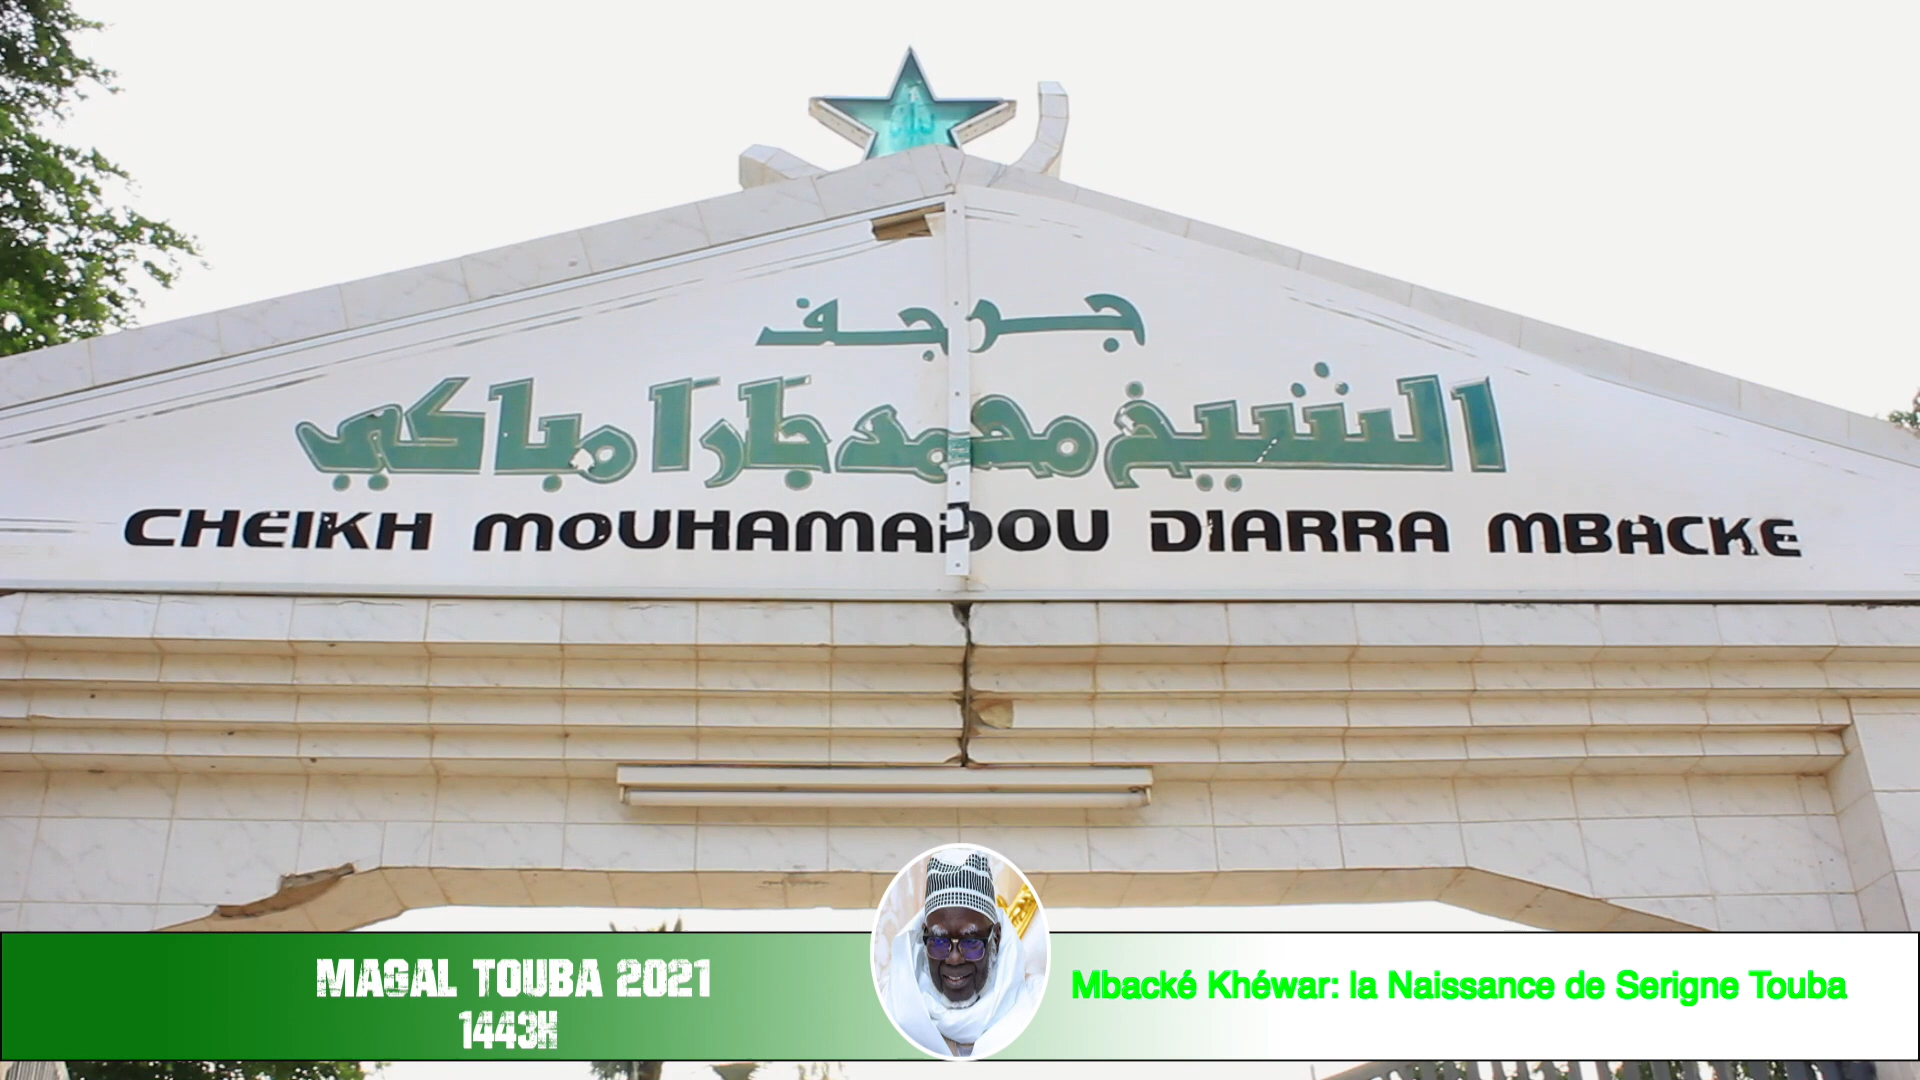 جرجف
الشيخ محمد جارا مباكي
CHEIKH MOUHAMADOU DIARRA MBACKE
MAGAL TOUBA 2021
1443H
Mbacké Khéwar: la Naissance de Serigne Touba